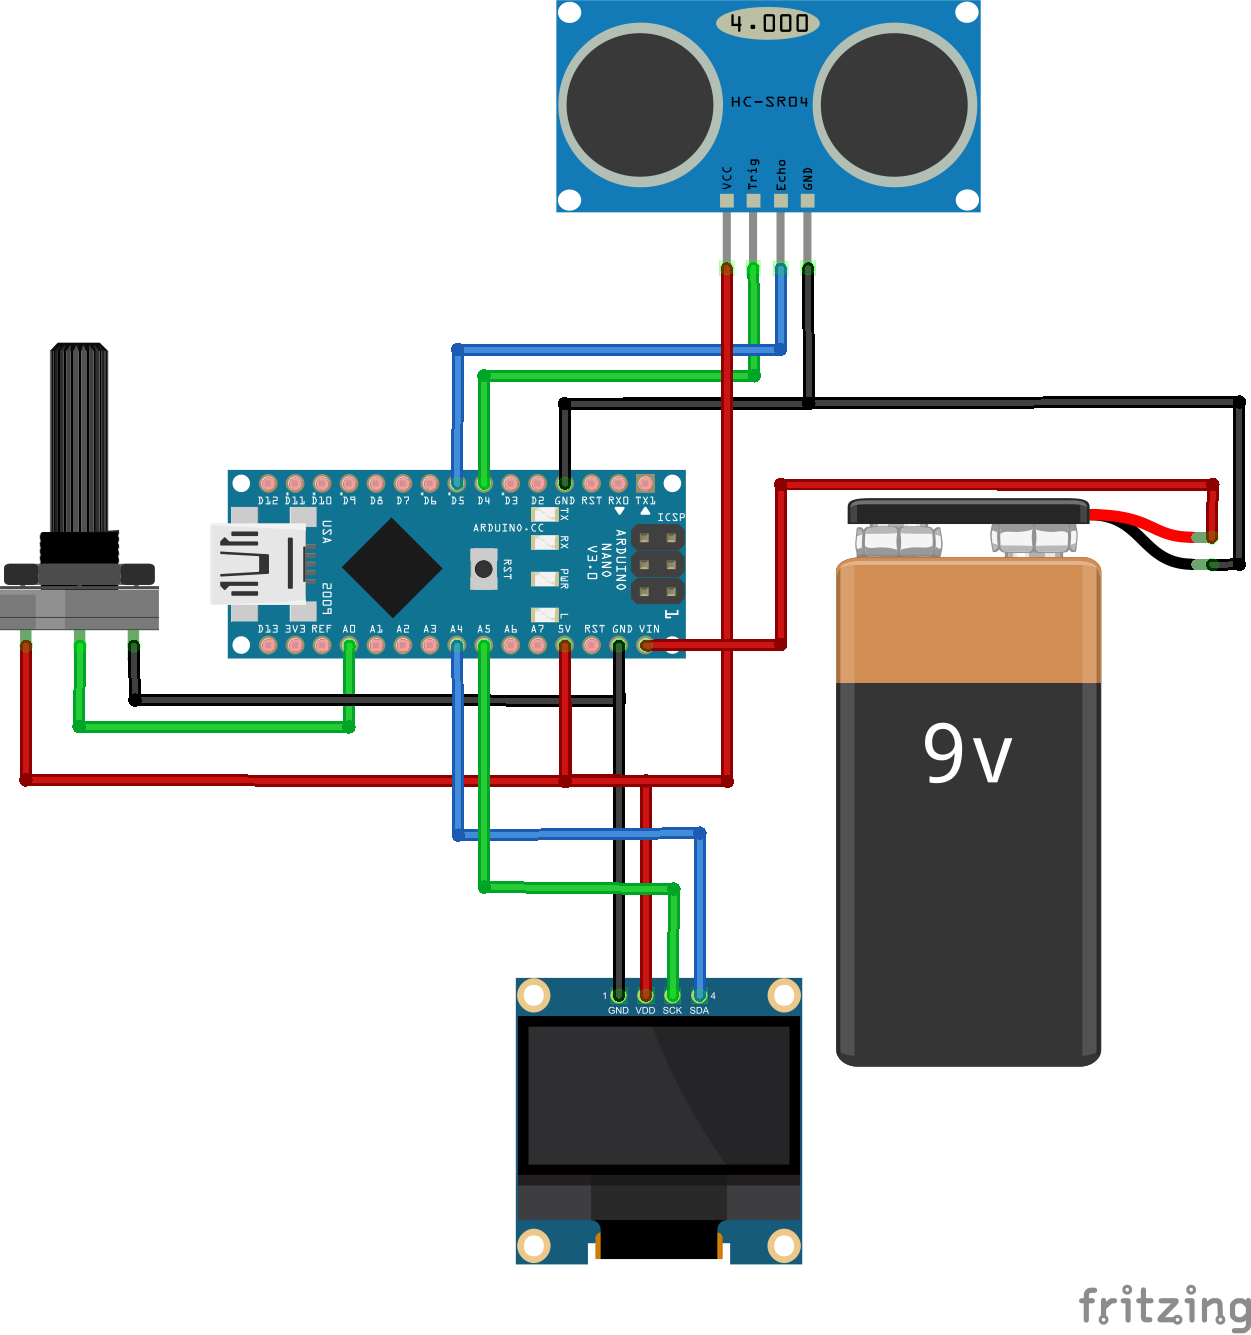 4.000
HC-SR04
VCC Trig Echo GND
D12 D11 D10 D9 D8 D7 D6 D5 D4 D3 D2 GND RST RX0 TX1
ARDUINO.CC
TX
RX
PWR
L
RST
ICSP
1
ARDUINO
NANO
V3.0
USA
2009
D13 3V3 REF A0 A1 A2 A3 A4 A5 A6 A7 5V RST GND VIN
9v
1 4
GND VDD SCK SDA
fritzing